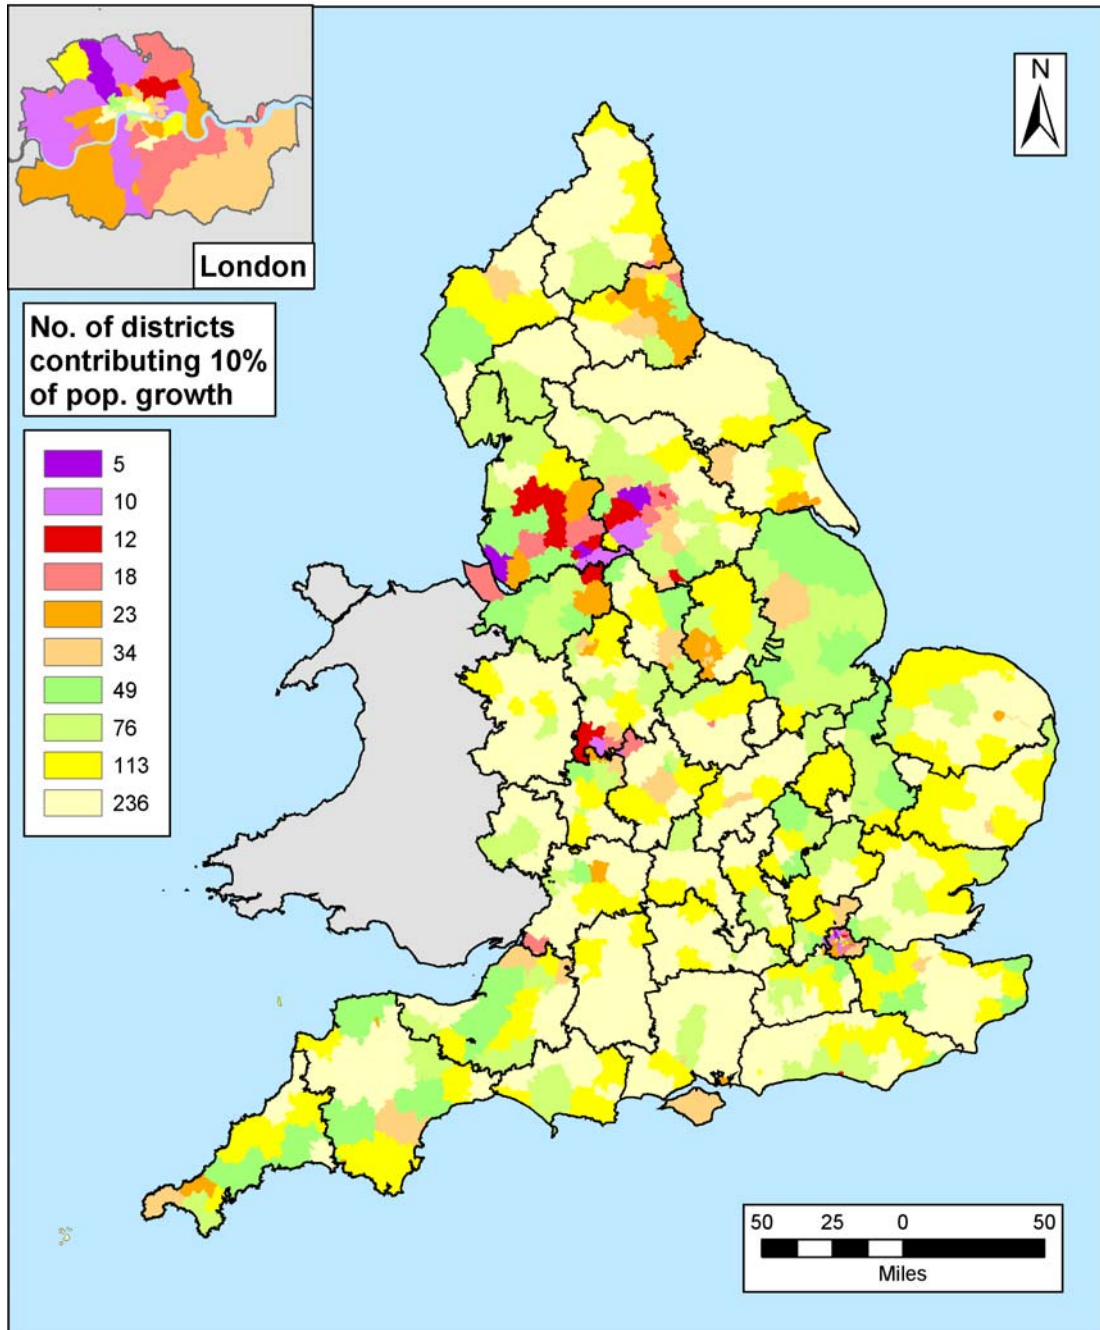 London
N
No. of districts
contributing 10%
of pop. growth
5
10
12
18
23
34
49
76
113
236
50 25 0 50
Miles